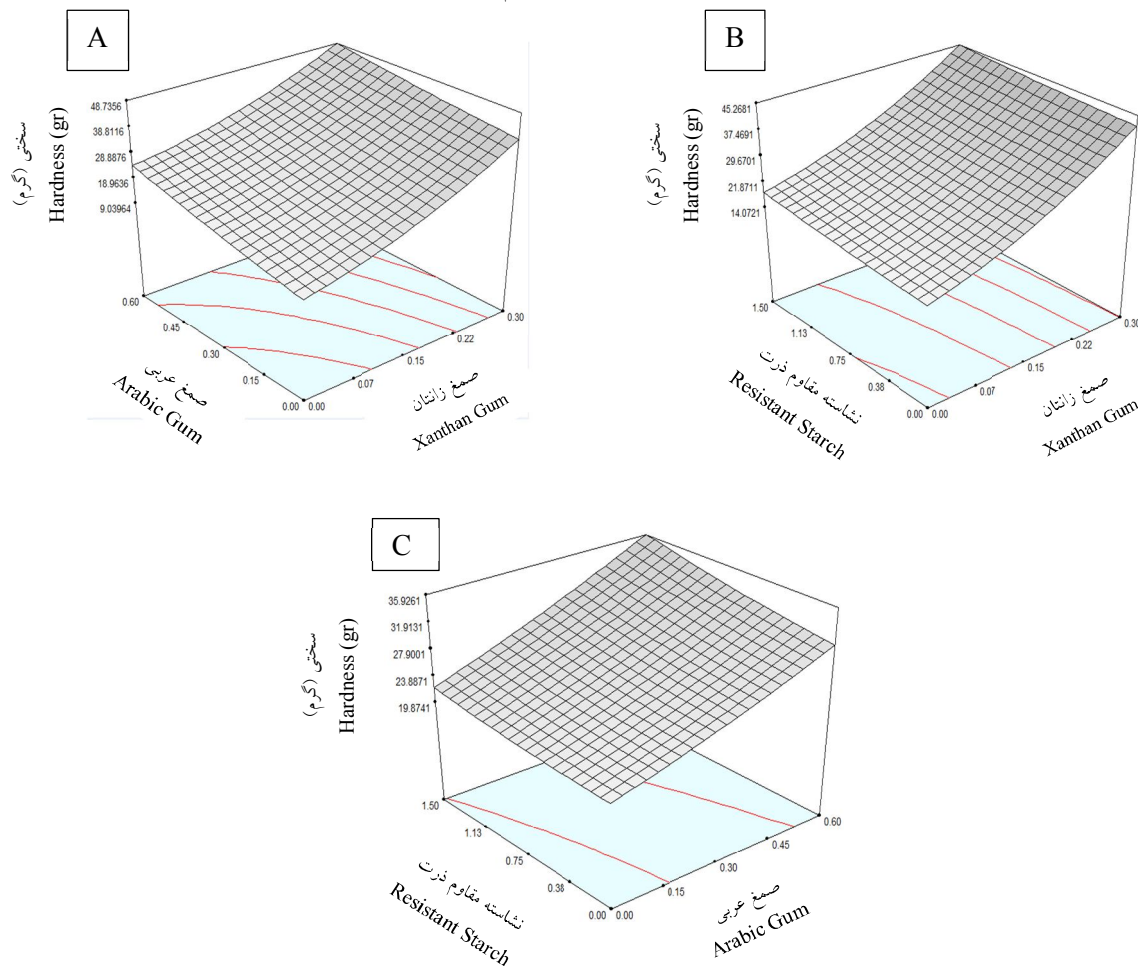 A
48.7356
38.8116
28.8876
18.9636
9.03964
سختی (گرم)
Hardness (gr)
0.60
0.45
0.30
0.15
0.00
0.00
0.07
0.15
0.22
0.30
صمغ عربی
Arabic Gum
صمغ زانتان
Xanthan Gum
B
45.2681
37.4691
29.6701
21.8711
14.0721
سختی (گرم)
Hardness (gr)
1.50
1.13
0.75
0.38
0.00
0.00
0.07
0.15
0.22
0.30
نشاسته مقاوم ذرت
Resistant Starch
صمغ زانتان
Xanthan Gum
C
35.9261
31.9131
27.9001
23.8871
19.8741
سختی (گرم)
Hardness (gr)
1.50
1.13
0.75
0.38
0.00
0.00
0.15
0.30
0.45
0.60
نشاسته مقاوم ذرت
Resistant Starch
صمغ عربی
Arabic Gum